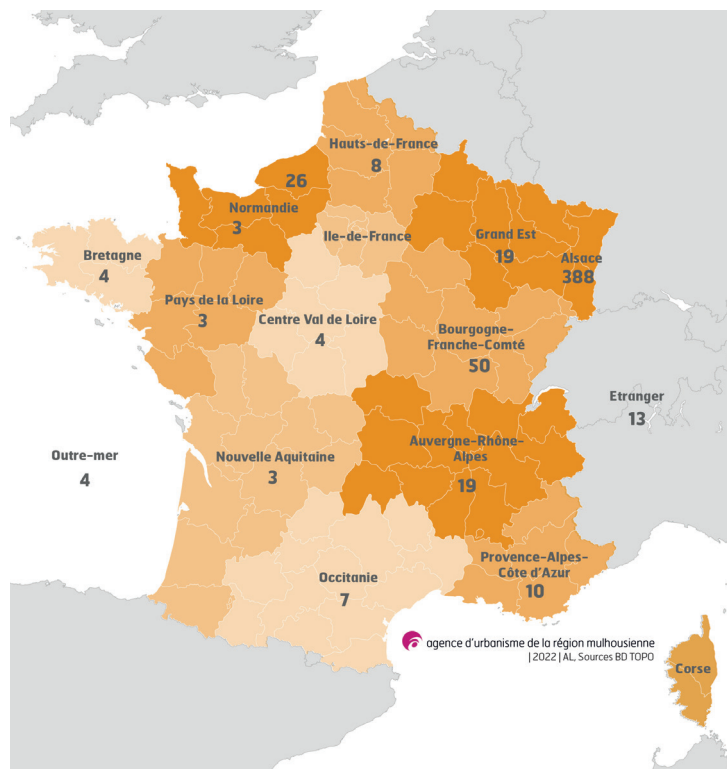 Hauts-de-France
8
26
Normandie
3
Ile-de-France
Grand Est
19
Alsace
388
Bretagne
4
Pays de la Loire
3
Centre Val de Loire
4
Bourgogne-
Franche-Comté
50
Etranger
13
Outre-mer
4
Nouvelle Aquitaine
3
Auvergne-Rhône-
Alpes
19
Provence-Alpes-
Côte d'Azur
10
Occitanie
7
agence d'urbanisme de la région mulhousienne
| 2022 | AL, Sources BD TOPO
Corse